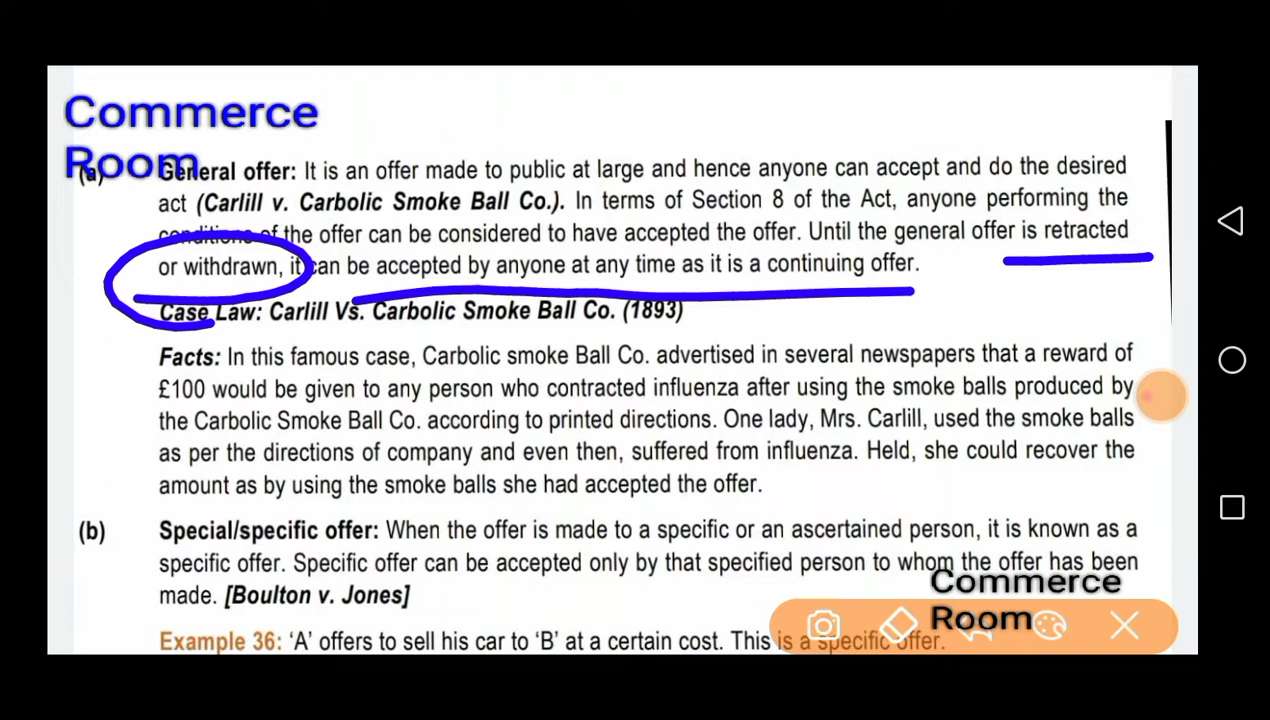 Commerce
Room
(a) General offer: It is an offer made to public at large and hence anyone can accept and do the desired
act (Carlill v. Carbolic Smoke Ball Co.). In terms of Section 8 of the Act, anyone performing the
conditions of the offer can be considered to have accepted the offer. Until the general offer is retracted
or withdrawn, it can be accepted by anyone at any time as it is a continuing offer.
Case Law: Carlill Vs. Carbolic Smoke Ball Co. (1893)
Facts: In this famous case, Carbolic smoke Ball Co. advertised in several newspapers that a reward of
£100 would be given to any person who contracted influenza after using the smoke balls produced by
the Carbolic Smoke Ball Co. according to printed directions. One lady, Mrs. Carlill, used the smoke balls
as per the directions of company and even then, suffered from influenza. Held, she could recover the
amount as by using the smoke balls she had accepted the offer.
(b) Special/specific offer: When the offer is made to a specific or an ascertained person, it is known as a
specific offer. Specific offer can be accepted only by that specified person to whom the offer has been
made. [Boulton v. Jones]
Commerce
Room
Example 36: ‘A’ offers to sell his car to ‘B’ at a certain cost. This is a specific offer.